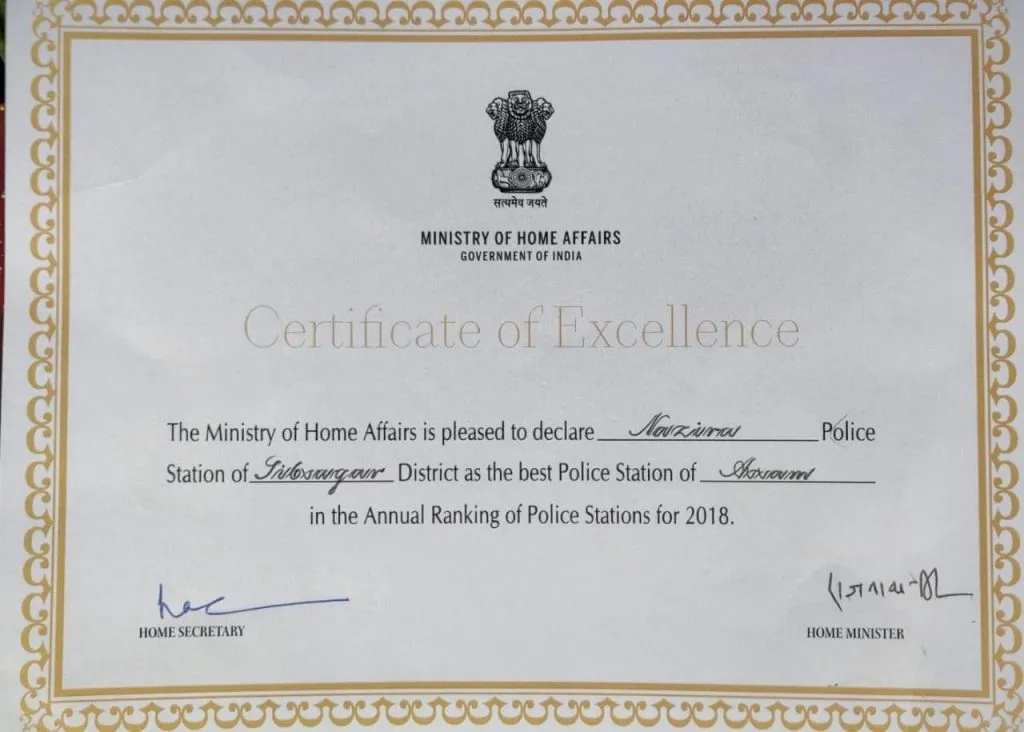 सत्यमेव जयते
MINISTRY OF HOME AFFAIRS
GOVERNMENT OF INDIA
Certificate of Excellence
The Ministry of Home Affairs is pleased to declare Police
Station of Sibsagar District as the best Police Station of Assam
in the Annual Ranking of Police Stations for 2018.
HOME SECRETARY
HOME MINISTER